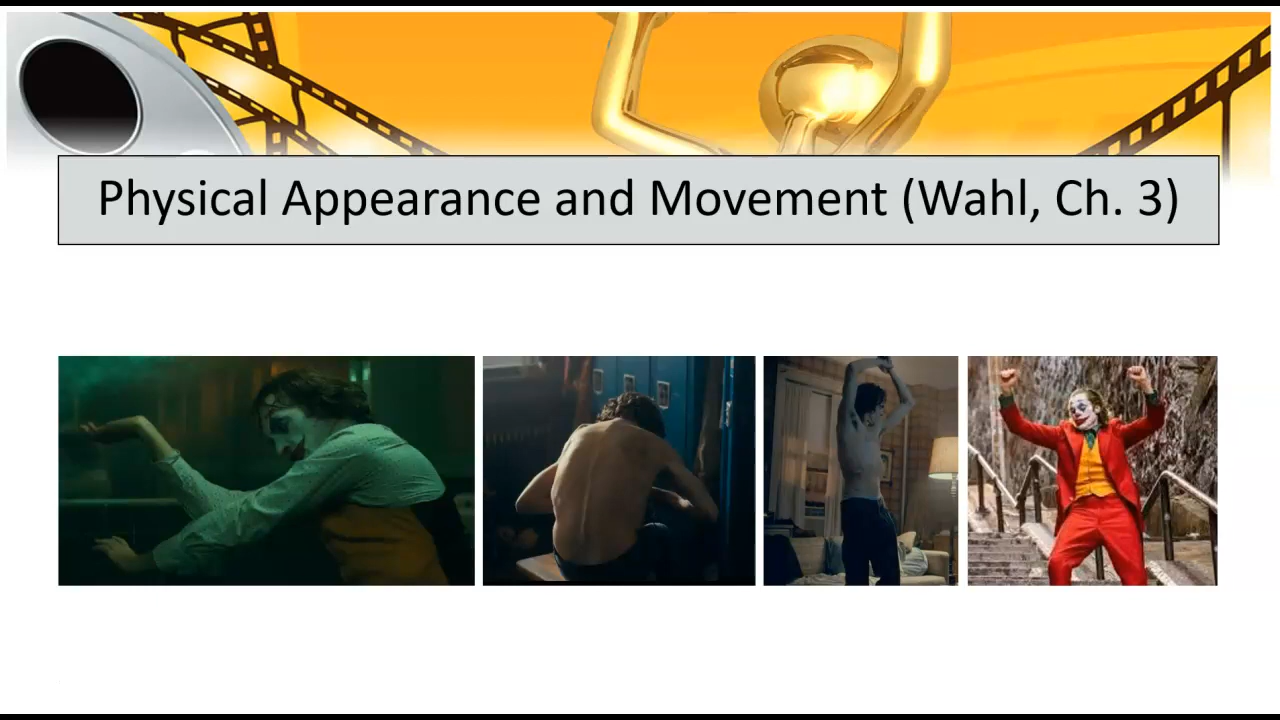 Physical Appearance and Movement (Wahl, Ch. 3)